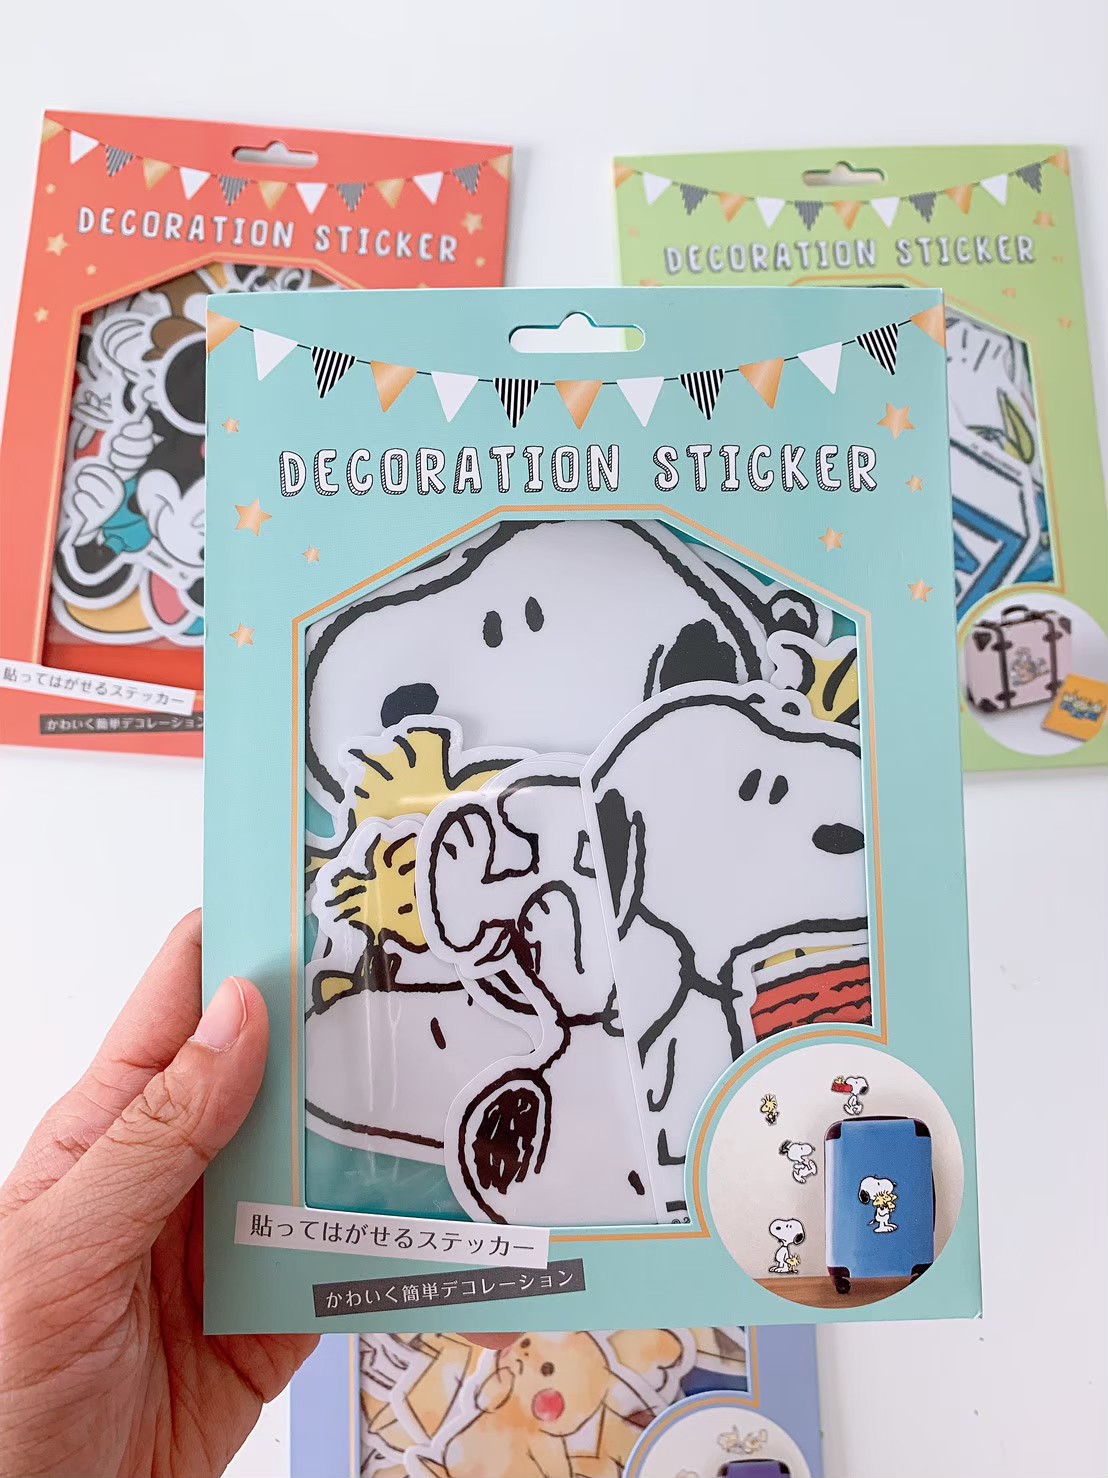 DECORATION STICKER
貼ってはがせるステッカー
かわいく簡単デコレーション
DECORATION STICKER
DECORATION STICKER
貼ってはがせるステッカー
かわいく簡単デコレーション